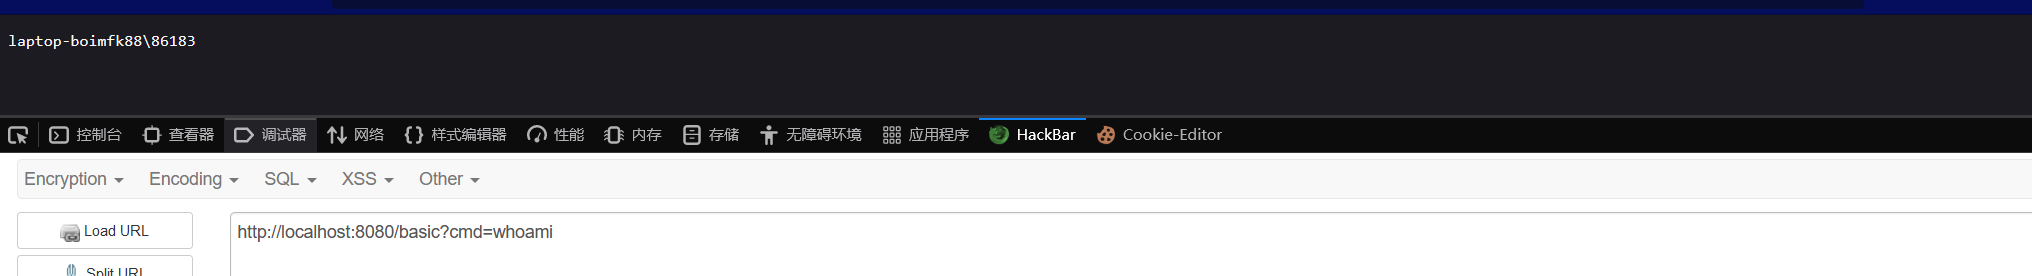 laptop-boimfk88\86183
控制台 查看器 调试器 网络 样式编辑器 性能 内存 存储 无障碍环境 应用程序 HackBar Cookie-Editor
Encryption Encoding SQL XSS Other
Load URL http://localhost:8080/basic?cmd=whoami
Split URL